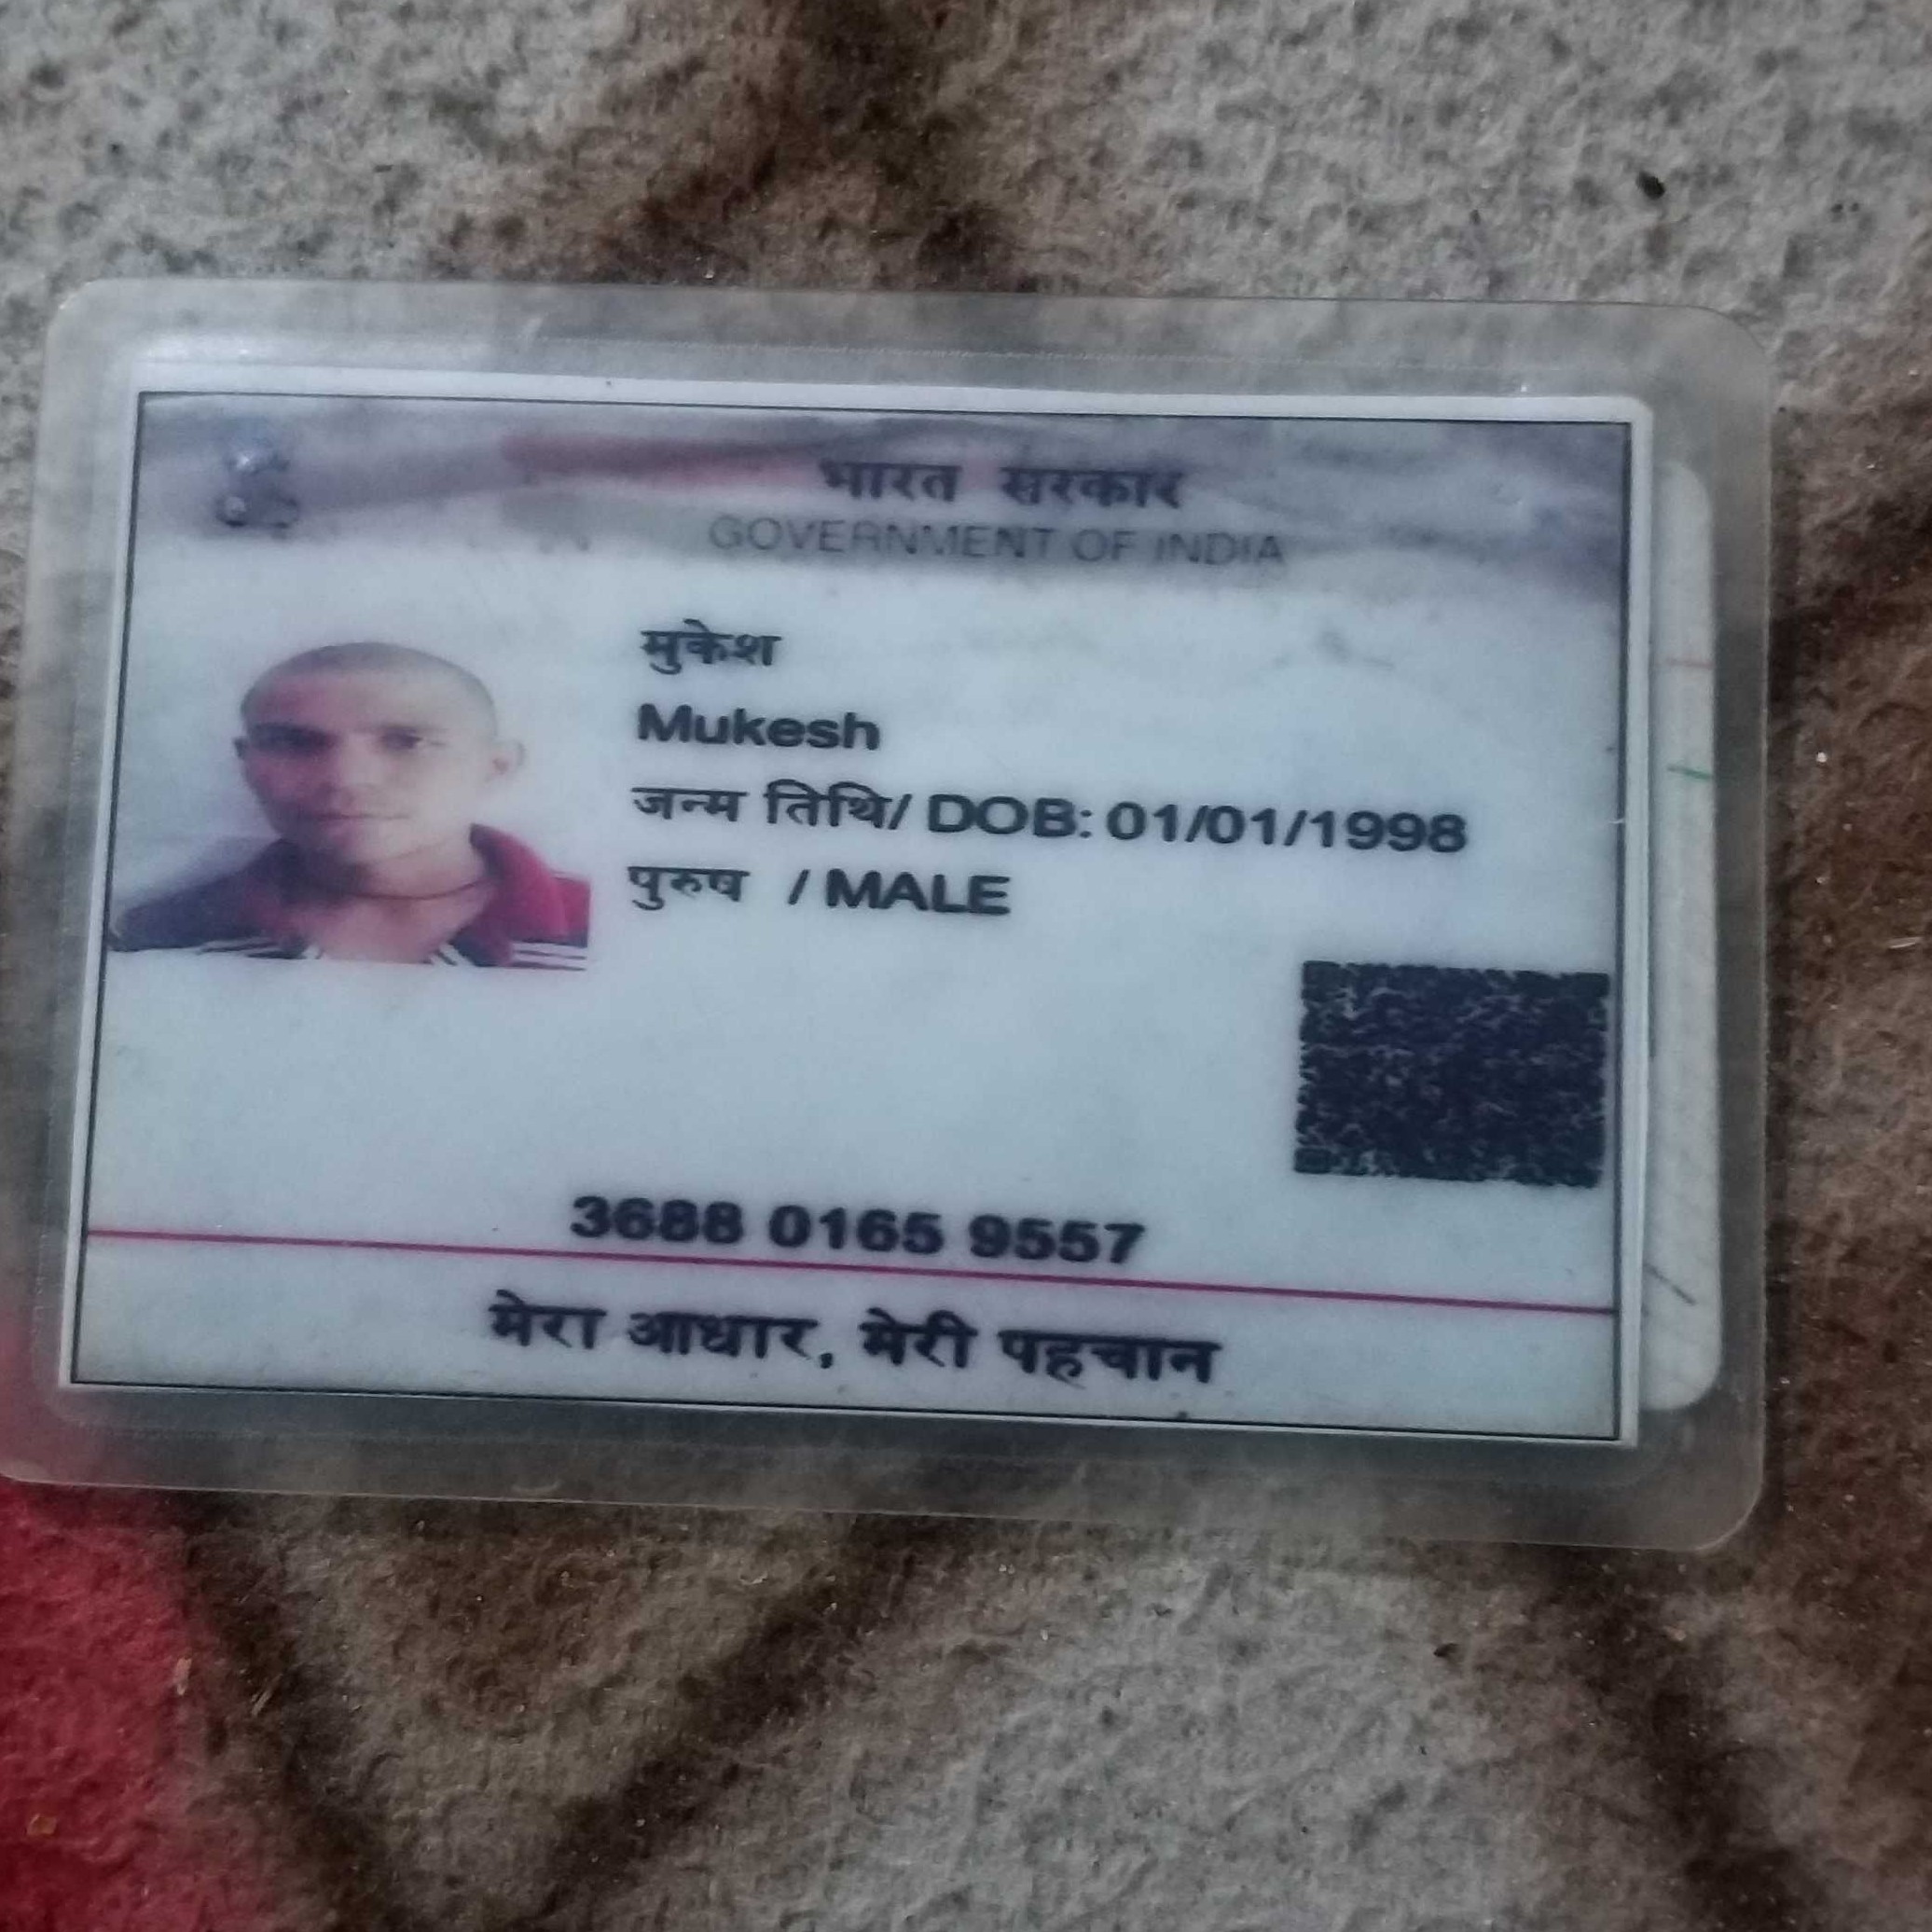 भारत सरकार
GOVERNMENT OF INDIA
मुकेश
Mukesh
जन्म तिथि/ DOB: 01/01/1998
पुरुष / MALE
3688 0165 9557
मेरा आधार, मेरी पहचान